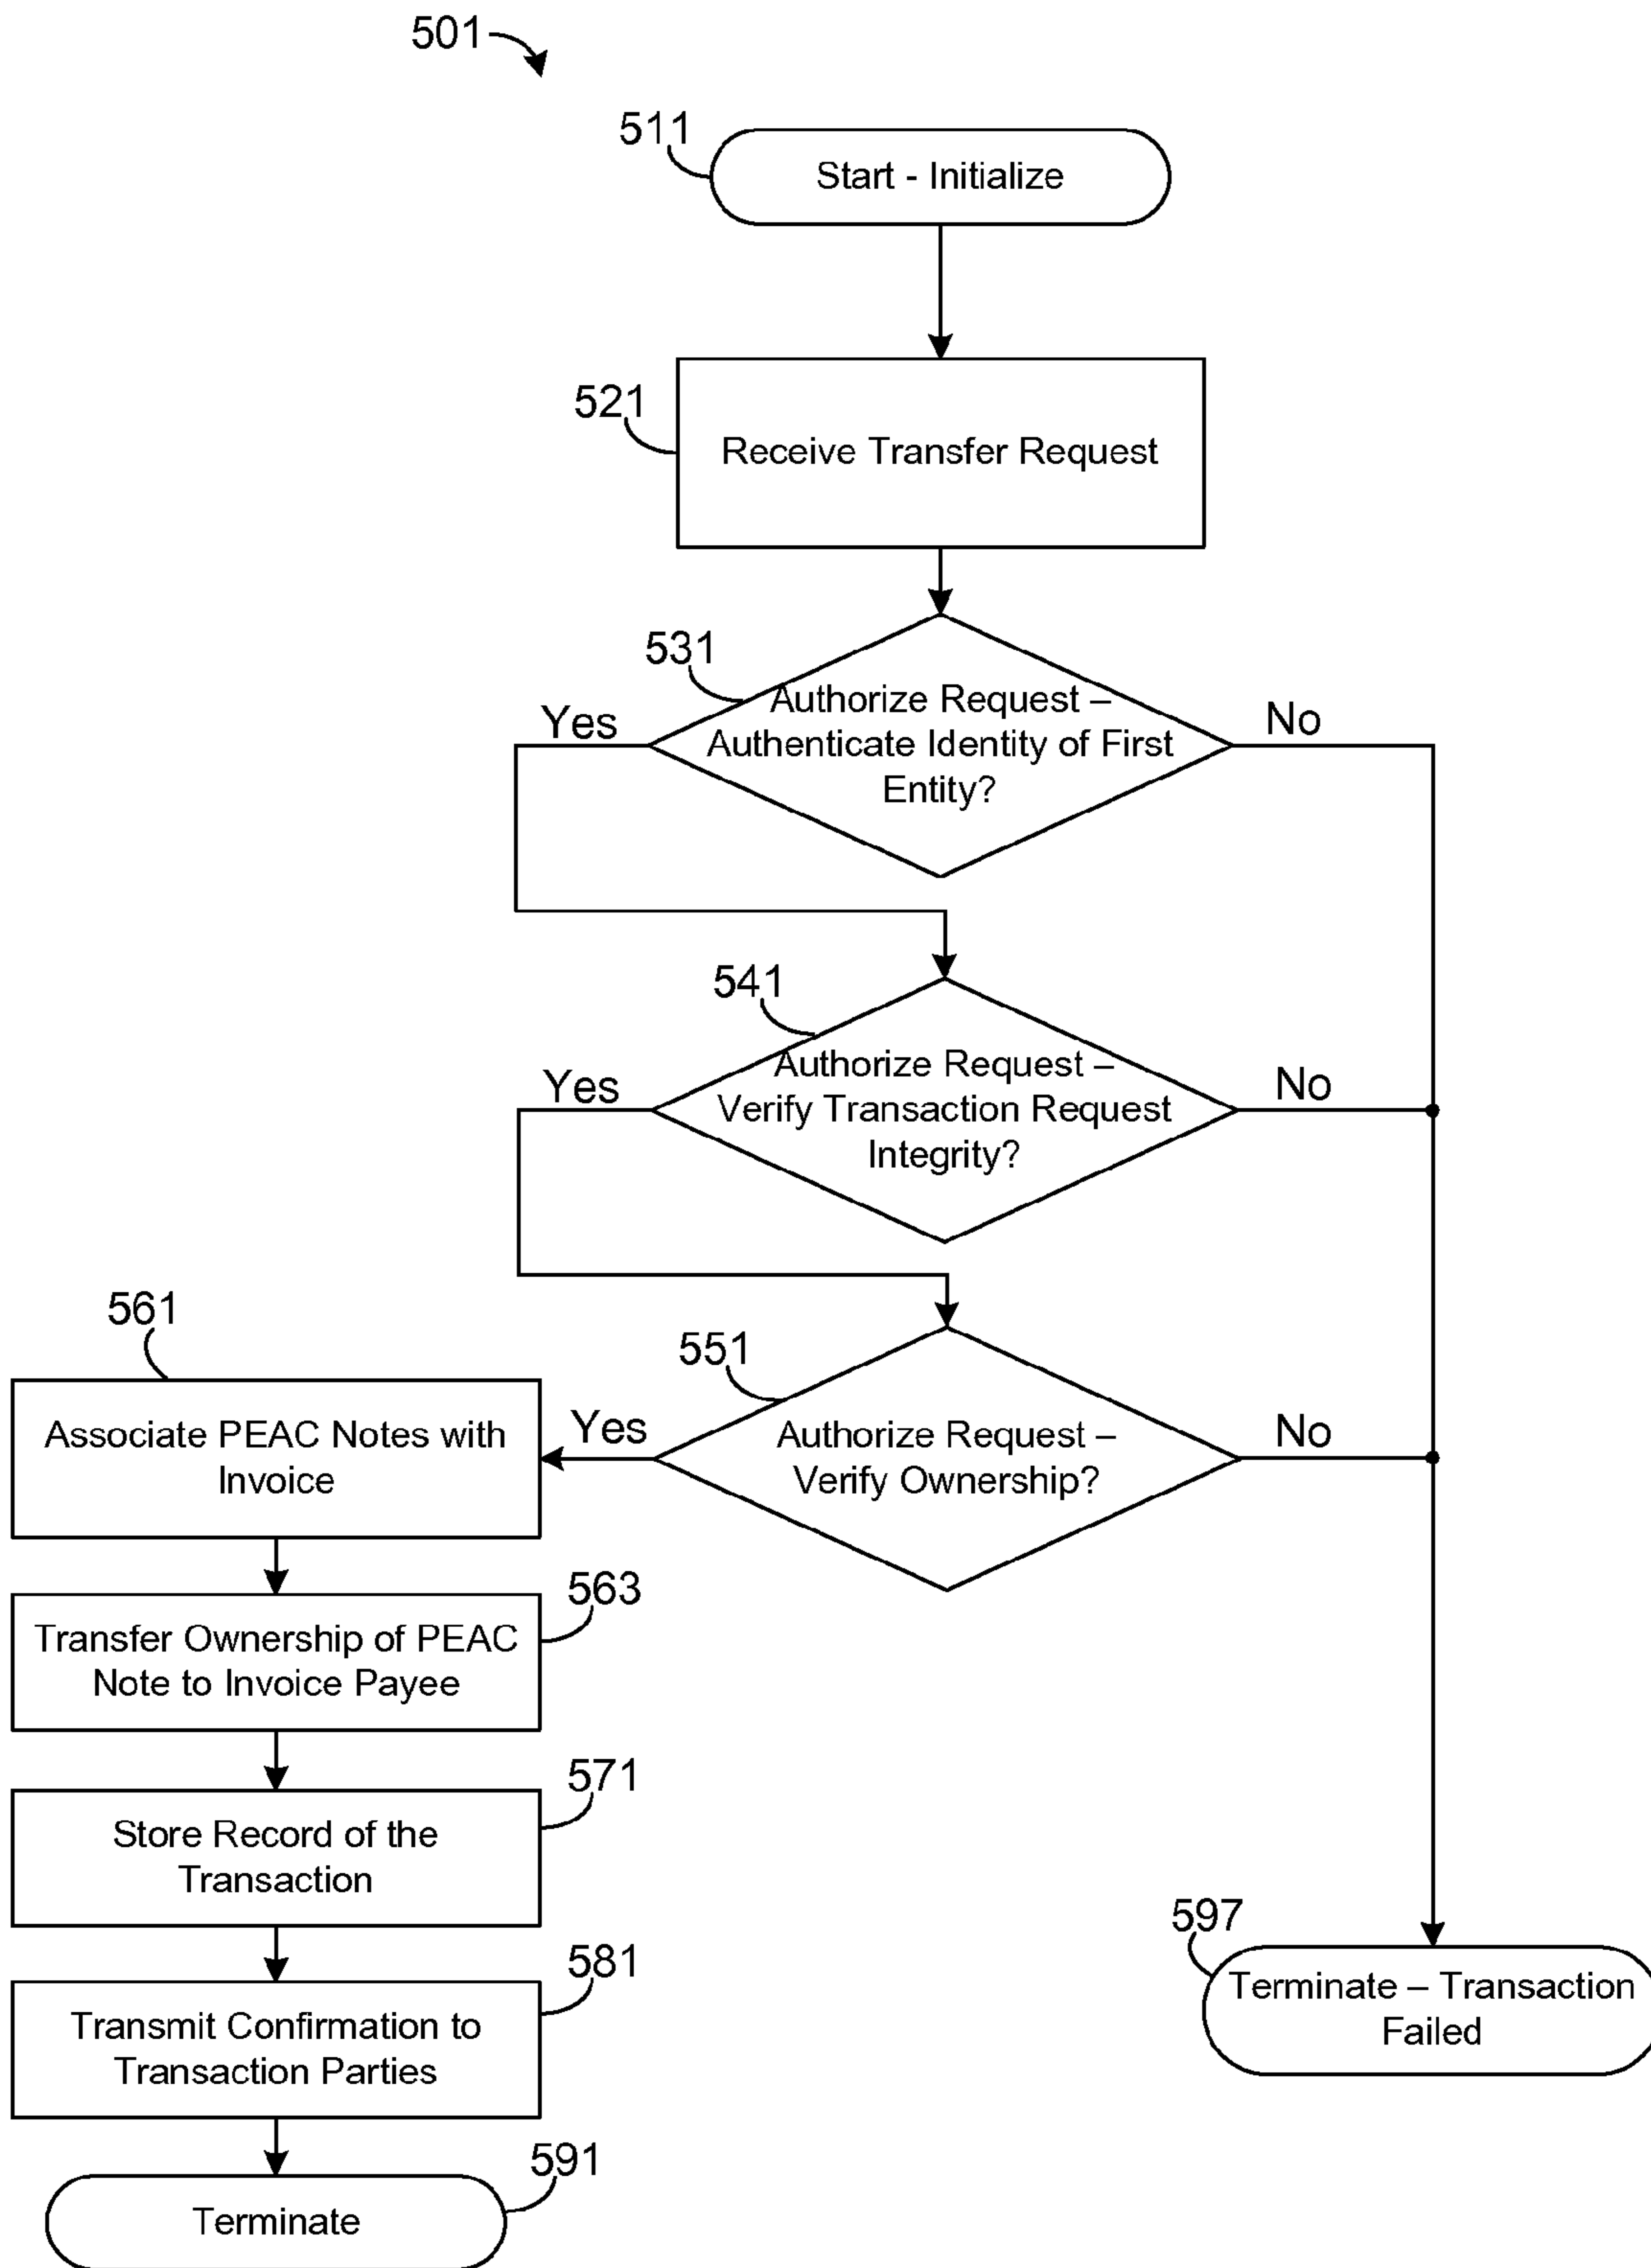 501
511
Start - Initialize
521
Receive Transfer Request
531
Authorize Request –
Authenticate Identity of First
Entity?
Yes
No
541
Authorize Request –
Verify Transaction Request
Integrity?
Yes
No
551
Authorize Request –
Verify Ownership?
Yes
No
561
Associate PEAC Notes with
Invoice
563
Transfer Ownership of PEAC
Note to Invoice Payee
571
Store Record of the
Transaction
581
Transmit Confirmation to
Transaction Parties
591
Terminate
597
Terminate – Transaction
Failed